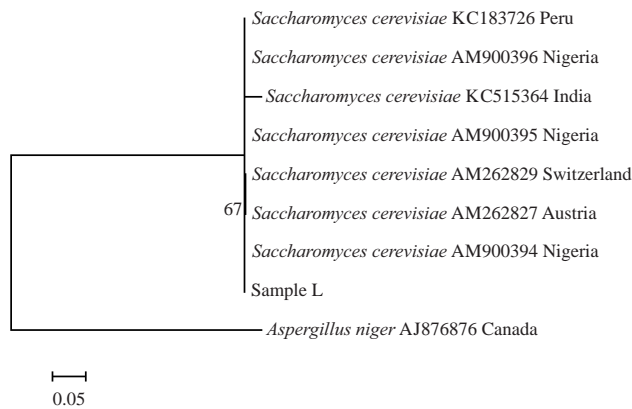 Saccharomyces cerevisiae KC183726 Peru
Saccharomyces cerevisiae AM900396 Nigeria
Saccharomyces cerevisiae KC515364 India
Saccharomyces cerevisiae AM900395 Nigeria
Saccharomyces cerevisiae AM262829 Switzerland
67
Saccharomyces cerevisiae AM262827 Austria
Saccharomyces cerevisiae AM900394 Nigeria
Sample L
Aspergillus niger AJ876876 Canada
0.05